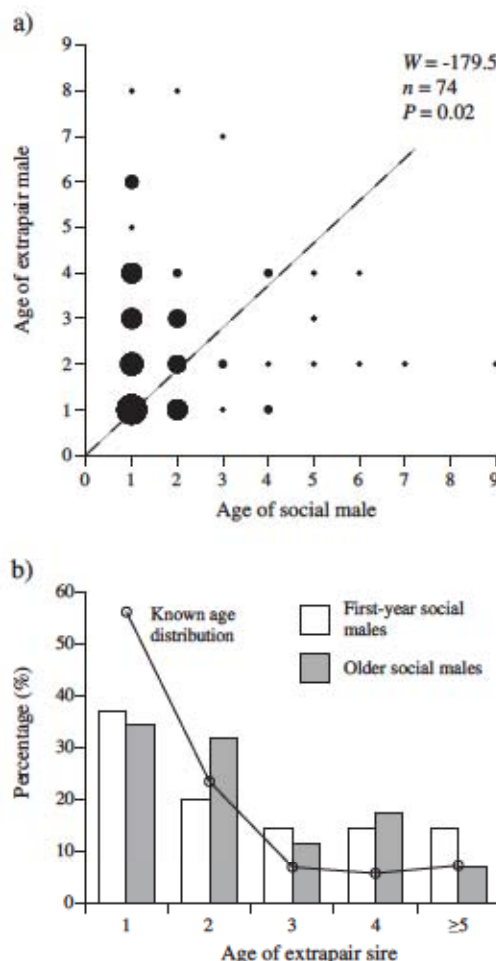 a)
9
8
7
6
5
4
3
2
1
0
Age of extrapair male
W = -179.5
n = 74
P = 0.02
0 1 2 3 4 5 6 7 8 9
Age of social male
b)
60
50
40
30
20
10
0
Percentage (%)
Known age
distribution
First-year social
males
Older social males
1 2 3 4 ≥5
Age of extrapair sire